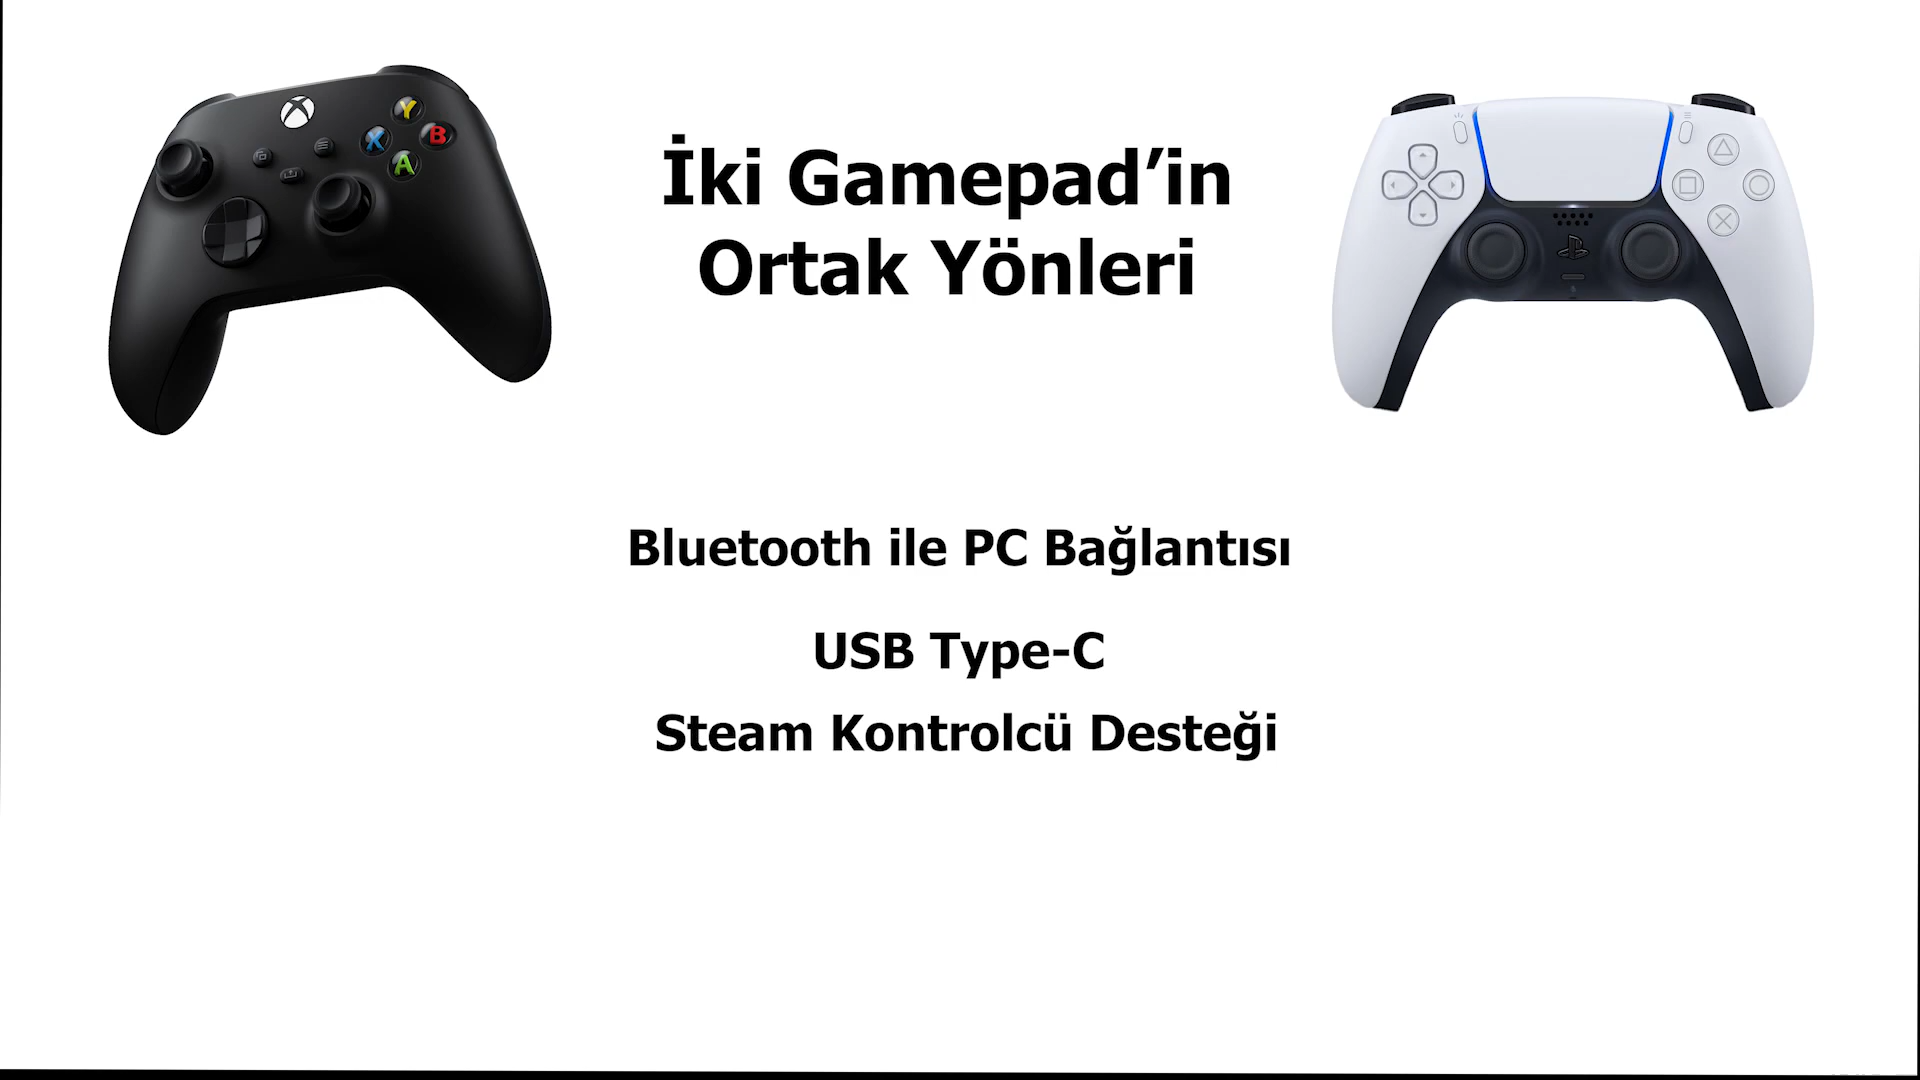 İki Gamepad’in
Ortak Yönleri
Y
X
B
A
Bluetooth ile PC Bağlantısı
USB Type-C
Steam Kontrolcü Desteği